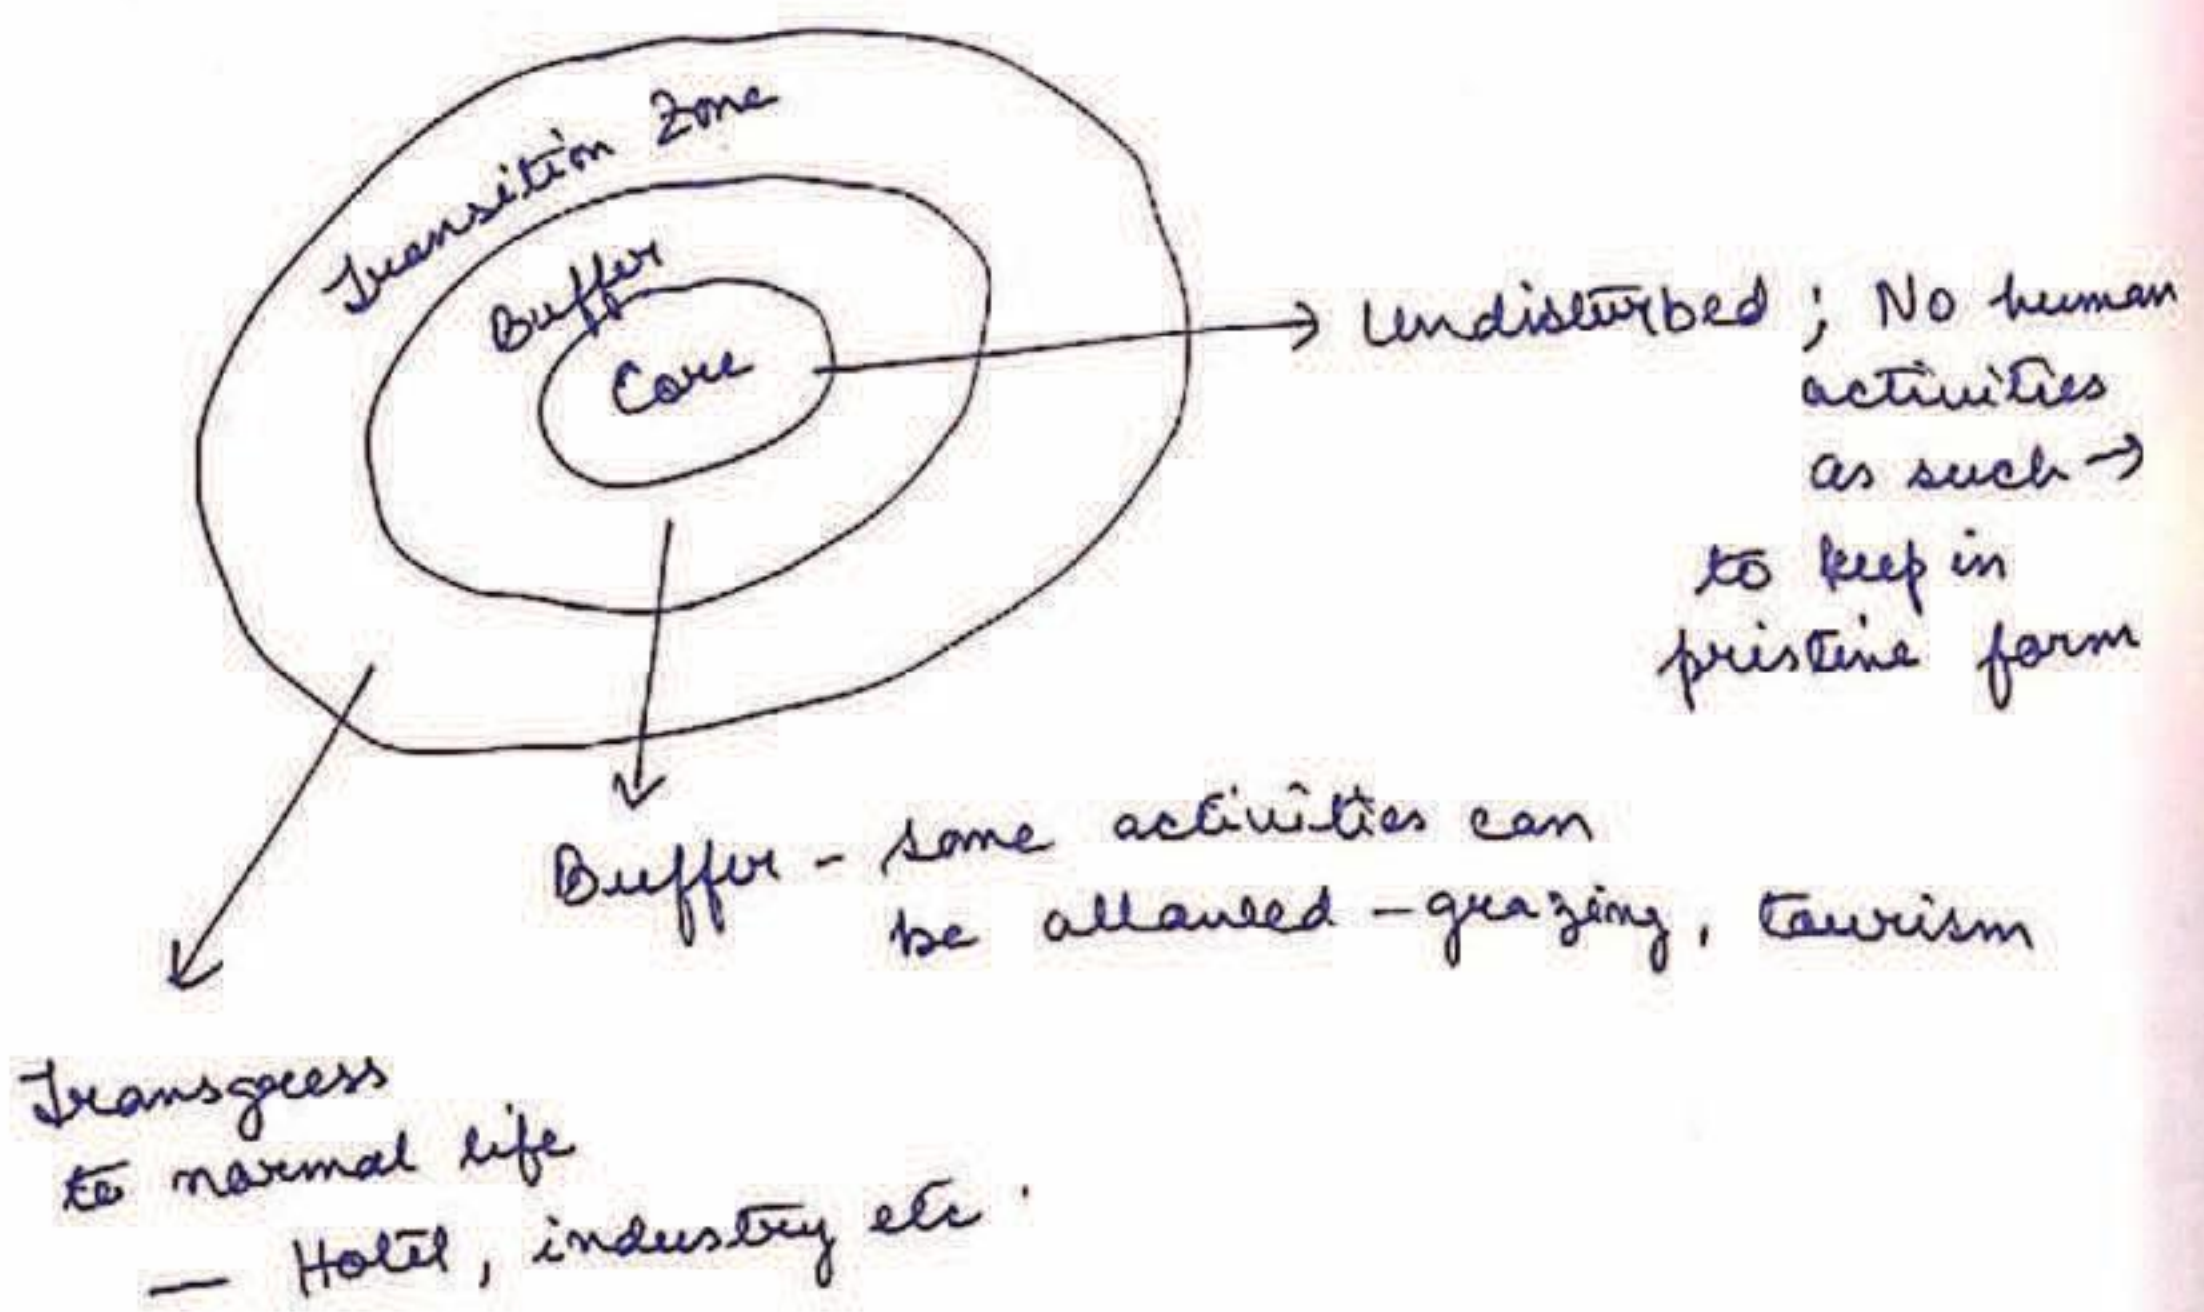 Transition Zone
Buffer
Core
Undisturbed ; No human
activities
as such →
to keep in
pristine form
Buffer - some activities can
be allowed - grazing, tourism
Transgress
to normal life
— Hotel, industry etc.